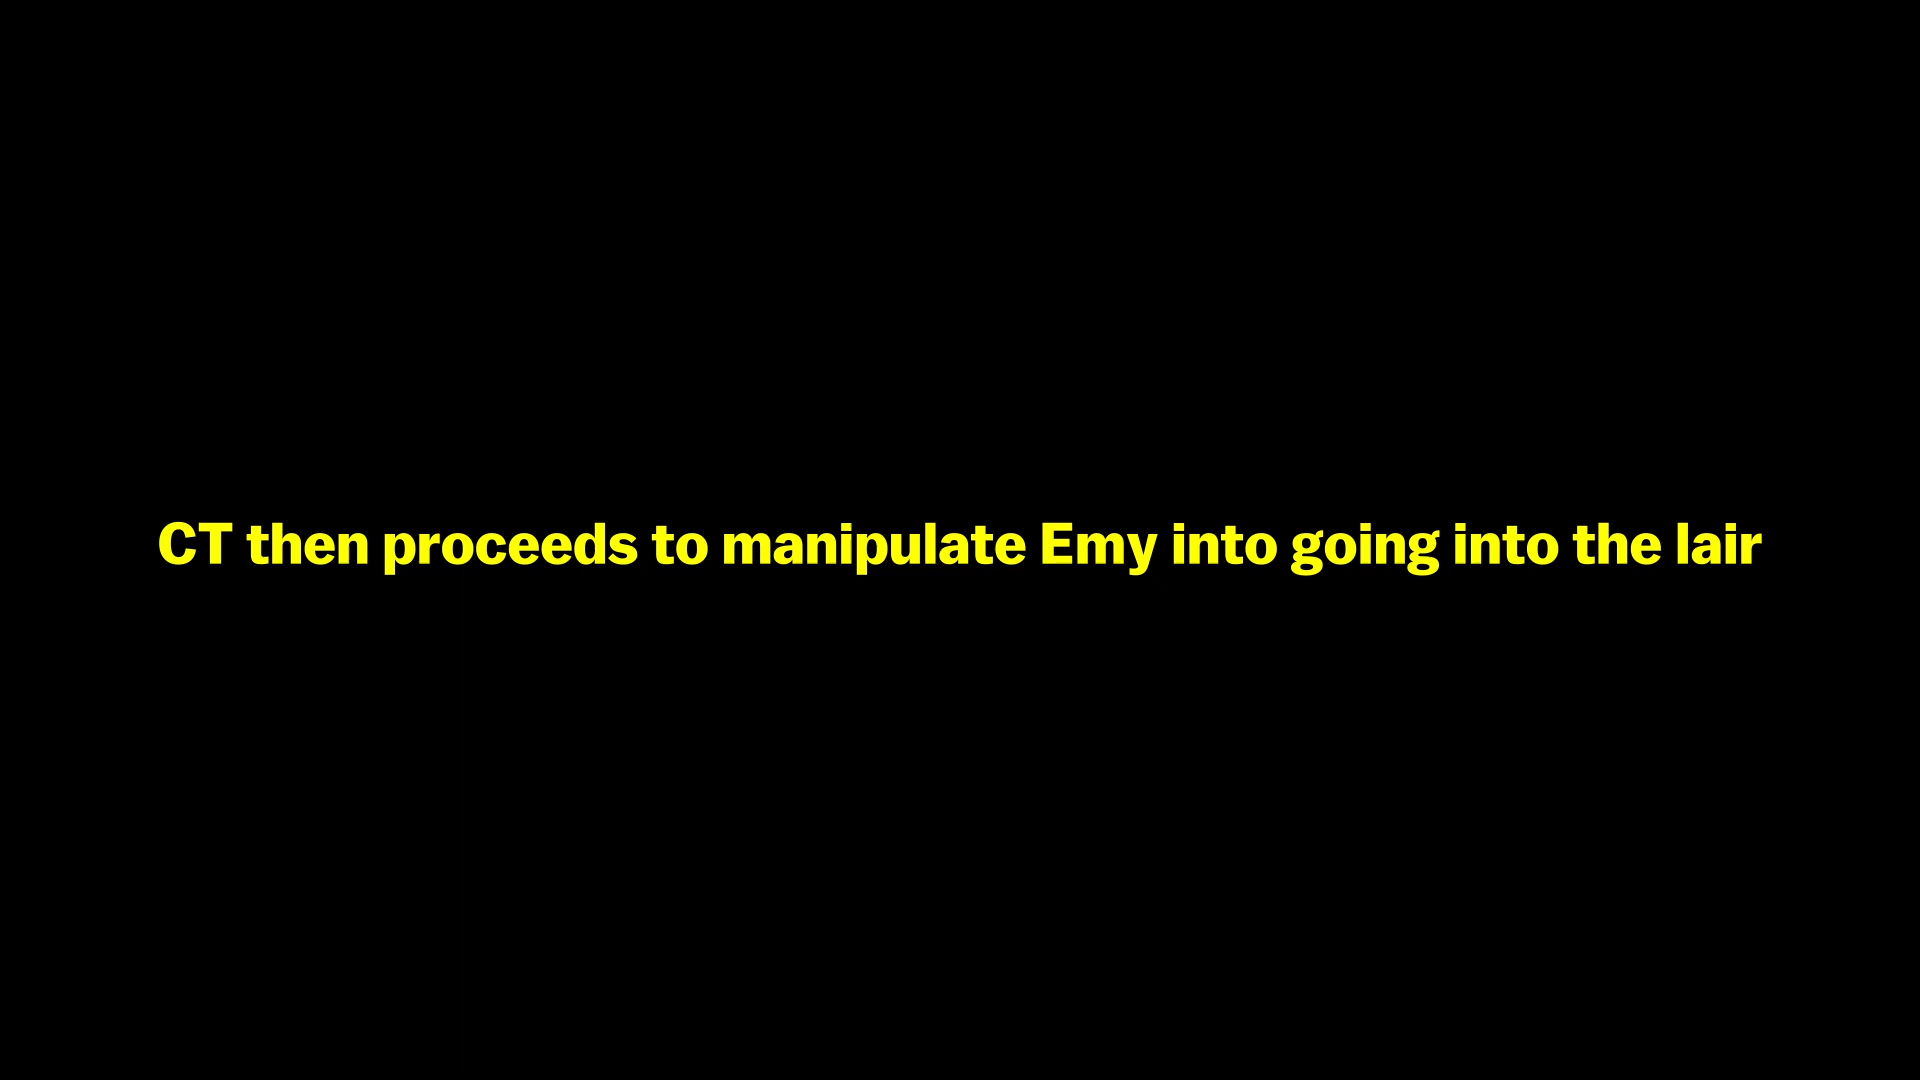 CT then proceeds to manipulate Emy into going into the lair